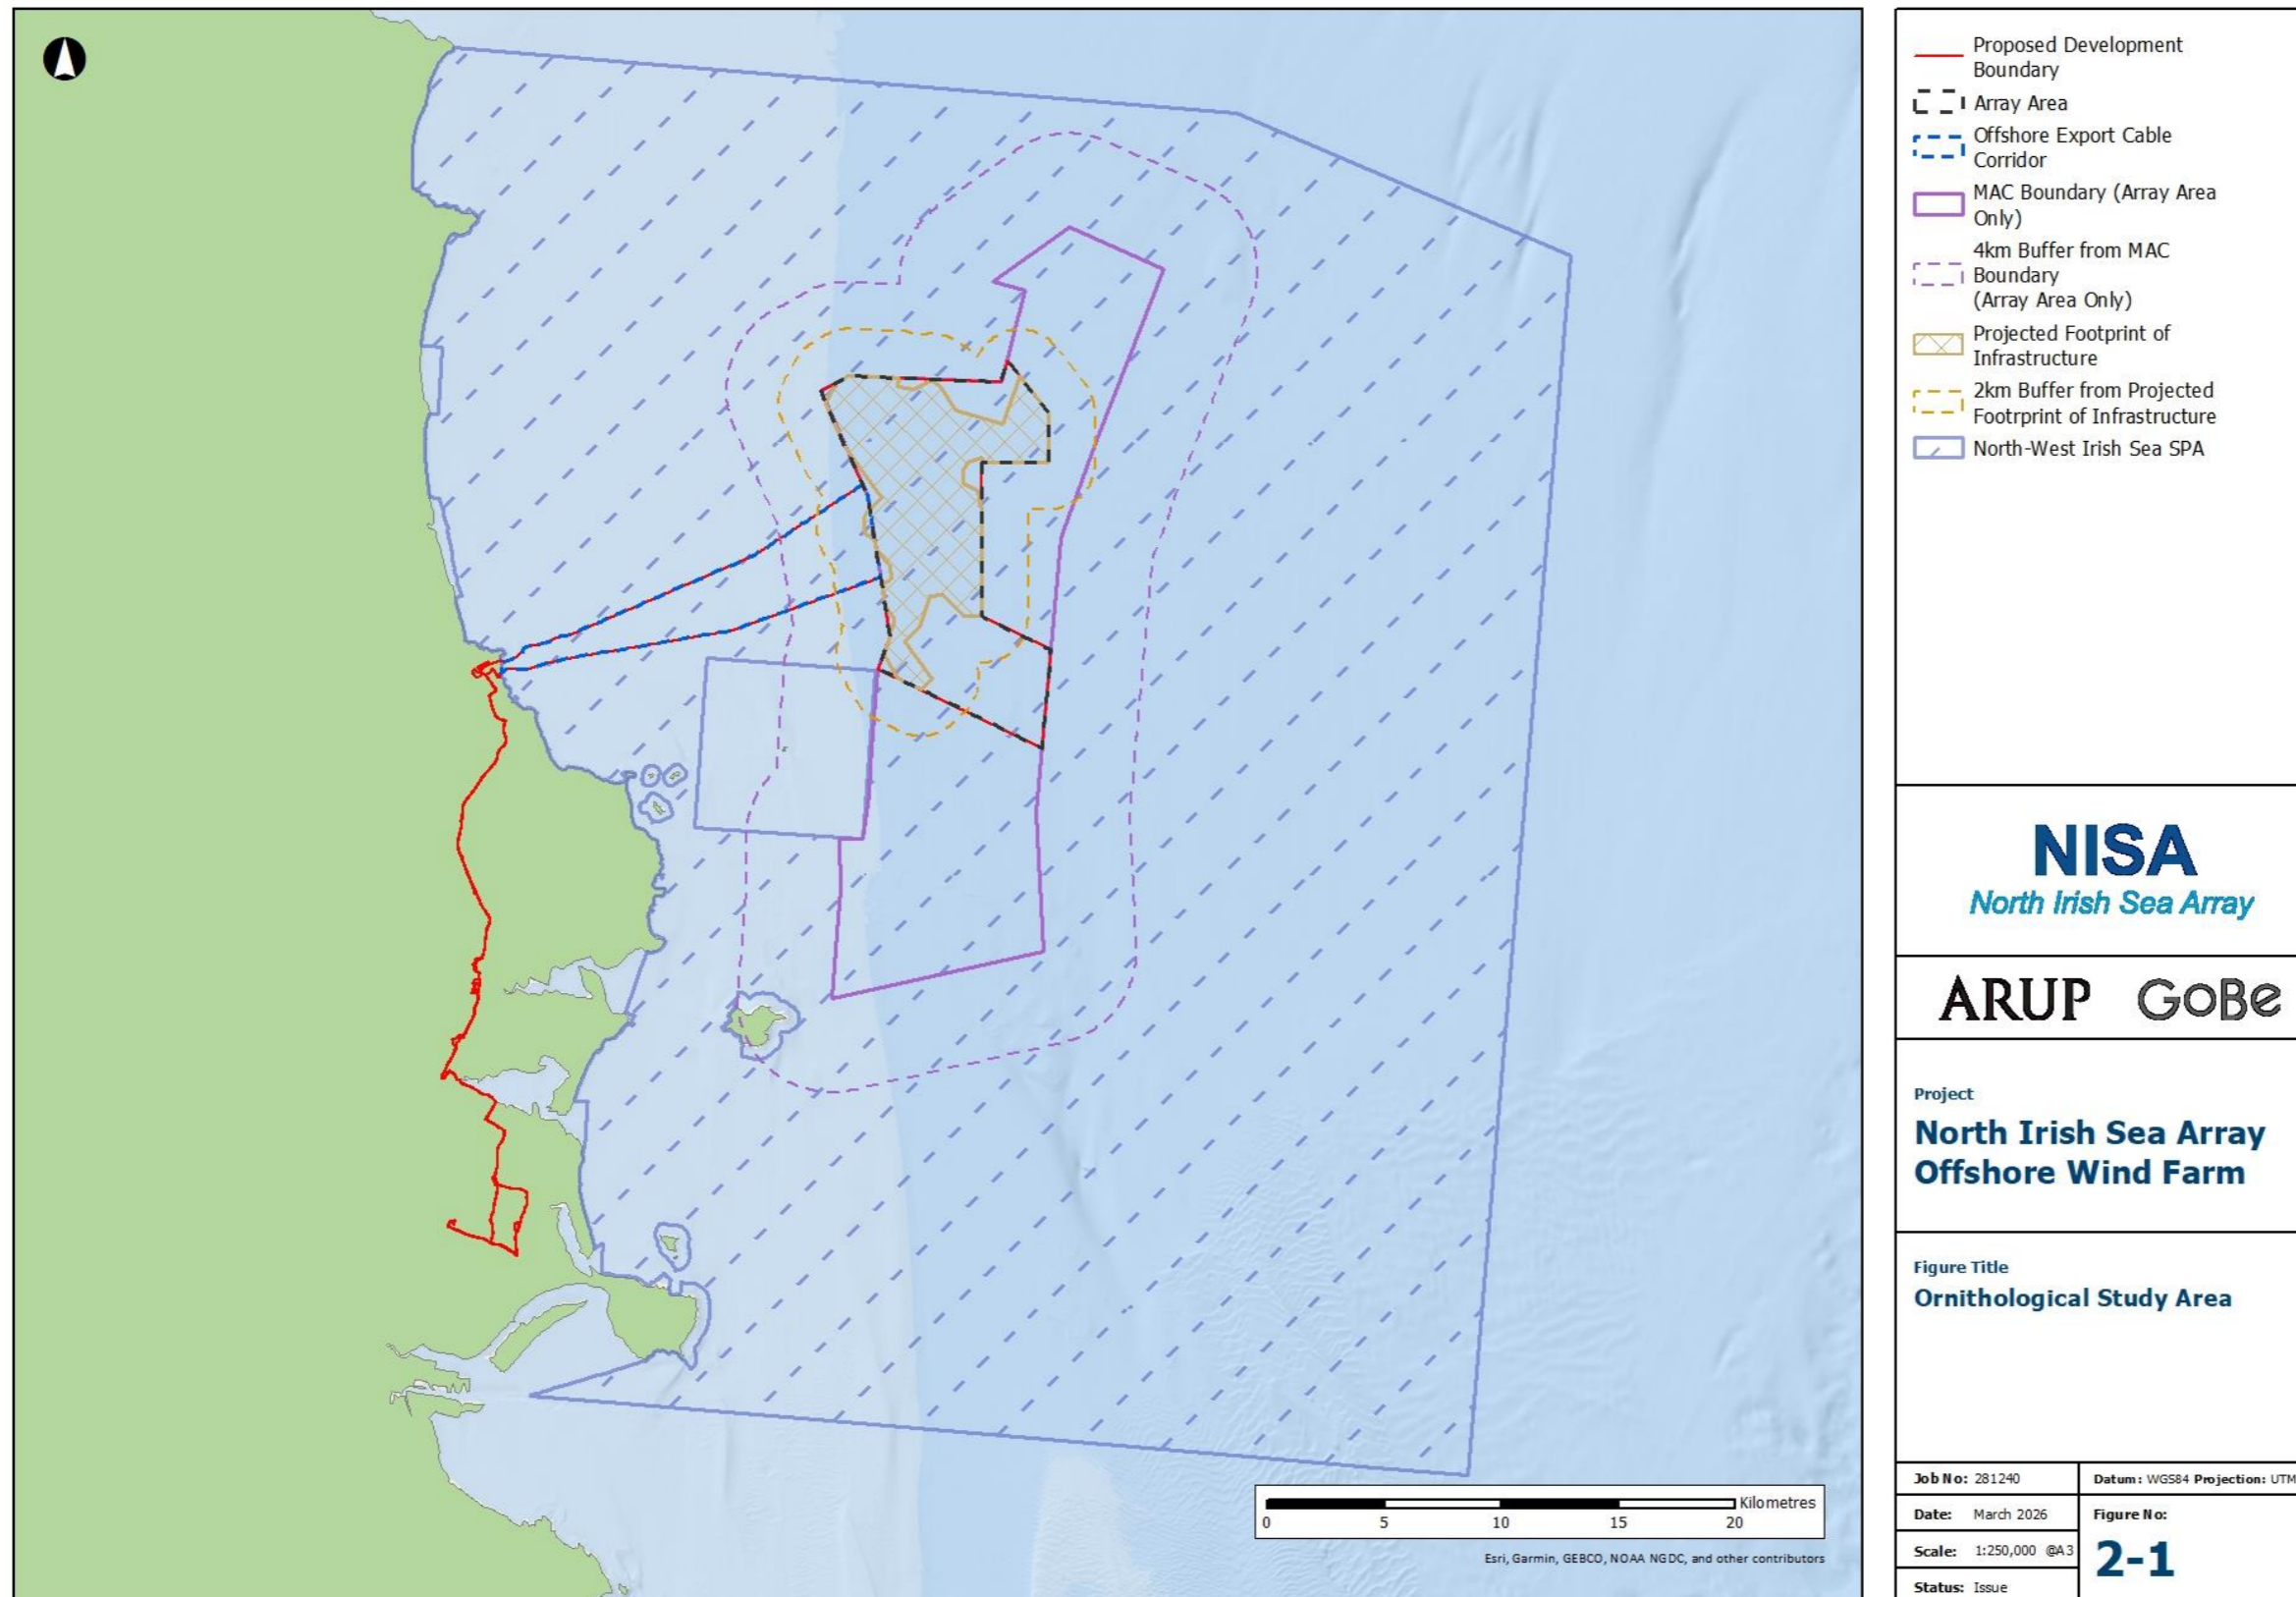 Proposed Development
Boundary
Array Area
Offshore Export Cable
Corridor
MAC Boundary (Array Area
Only)
4km Buffer from MAC
Boundary
(Array Area Only)
Projected Footprint of
Infrastructure
2km Buffer from Projected
Footrprint of Infrastructure
North-West Irish Sea SPA
NISA
North Irish Sea Array
ARUP GoBe
Project
North Irish Sea Array
Offshore Wind Farm
Figure Title
Ornithological Study Area
Job No: 281240
Datum: WGS84 Projection: UTM
Date: March 2026
Figure No:
Scale: 1:250,000 @A3
2-1
Status: Issue
Kilometres
0 5 10 15 20
Esri, Garmin, GEBCO, NOAA NGDC, and other contributors